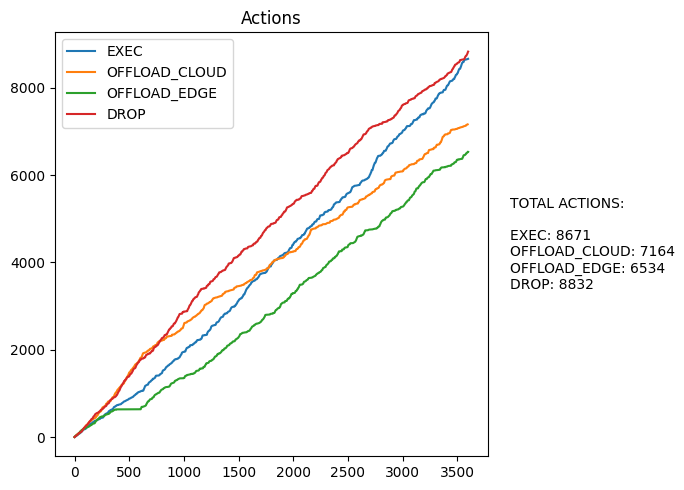 Actions
EXEC
OFFLOAD_CLOUD
OFFLOAD_EDGE
DROP
8000
6000
4000
2000
0
0 500 1000 1500 2000 2500 3000 3500
TOTAL ACTIONS:
EXEC: 8671
OFFLOAD_CLOUD: 7164
OFFLOAD_EDGE: 6534
DROP: 8832